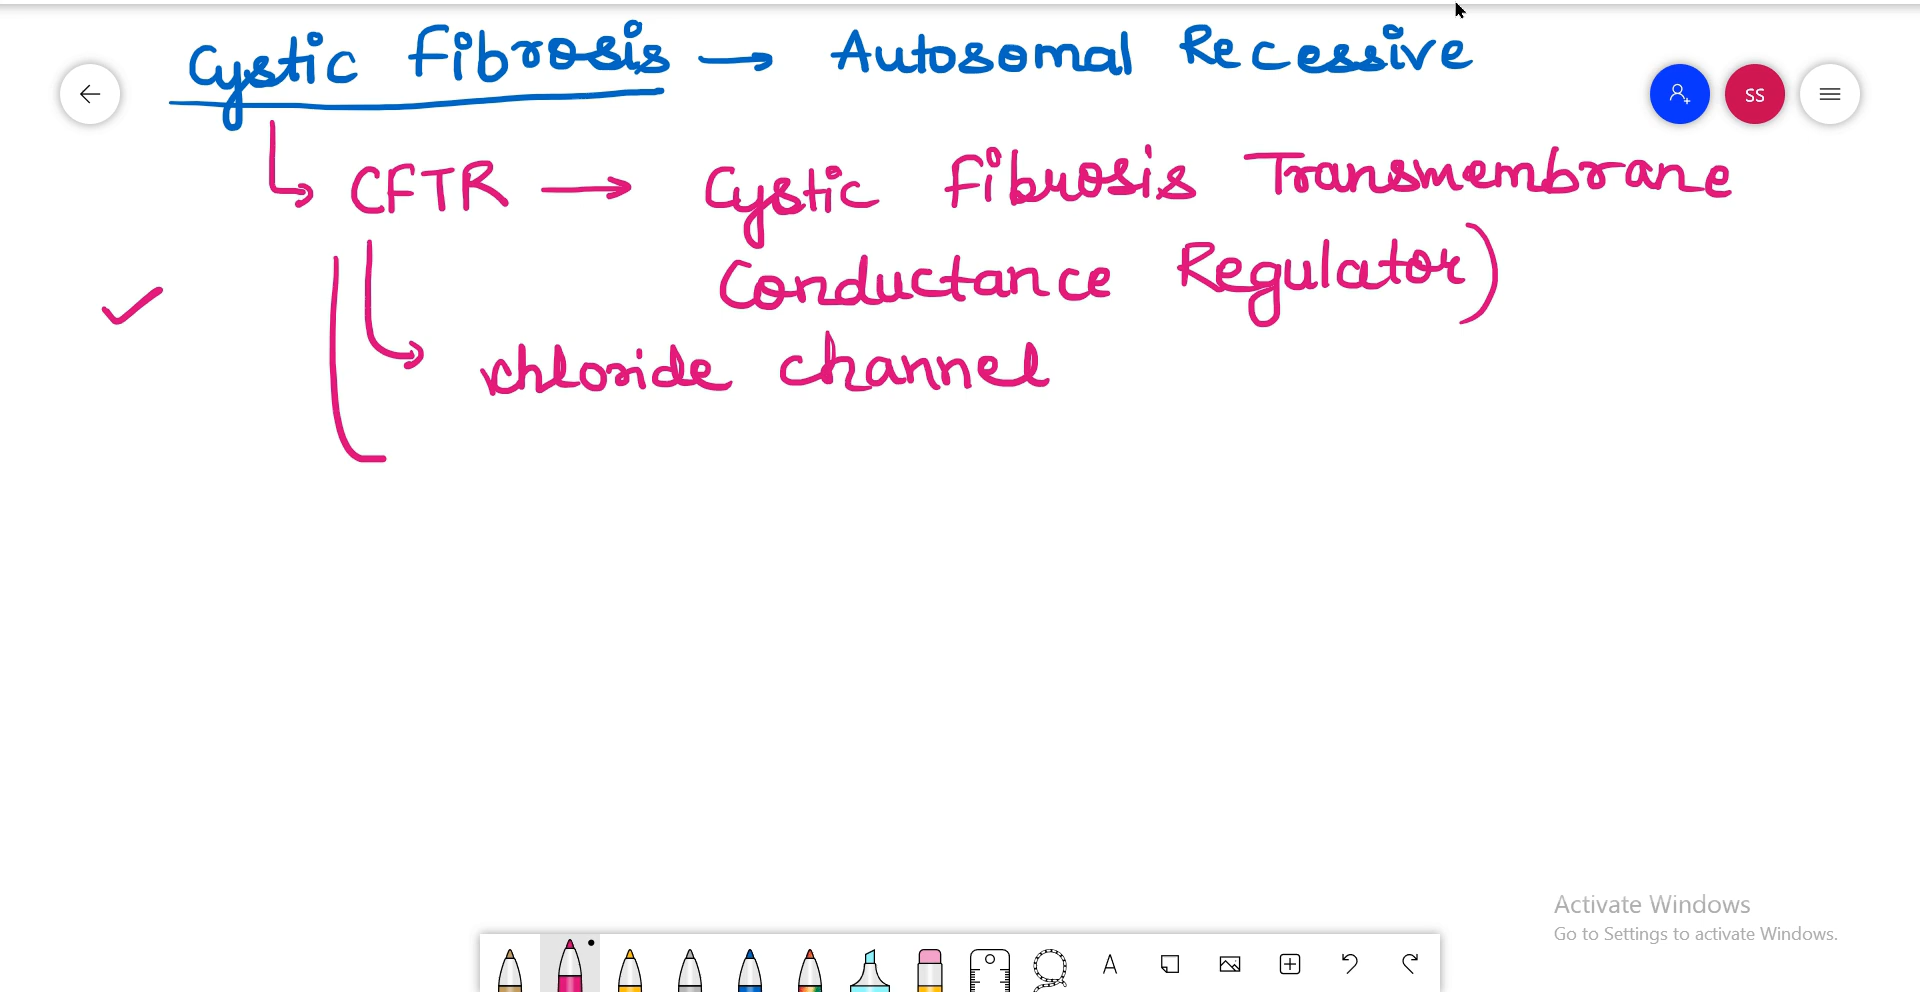 Cystic Fibrosis → Autosomal Recessive
SS
CFTR → Cystic Fibrosis Transmembrane
Conductance Regulator)
chloride channel
Activate Windows
Go to Settings to activate Windows.
A